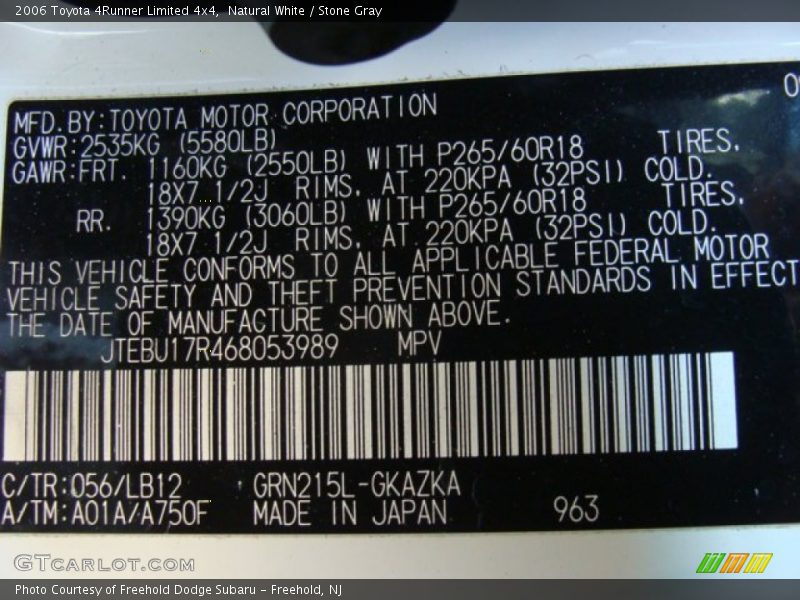 2006 Toyota 4Runner Limited 4x4, Natural White / Stone Gray
MFD.BY:TOYOTA MOTOR CORPORATION
GVWR:2535KG (5580LB)
GAWR:FRT. 1160KG (2550LB) WITH P265/60R18 TIRES,
18X7 1/2J RIMS, AT 220KPA (32PSI) COLD.
RR. 1390KG (3060LB) WITH P265/60R18 TIRES,
18X7 1/2J RIMS, AT 220KPA (32PSI) COLD.
THIS VEHICLE CONFORMS TO ALL APPLICABLE FEDERAL MOTOR
VEHICLE SAFETY AND THEFT PREVENTION STANDARDS IN EFFECT
THE DATE OF MANUFACTURE SHOWN ABOVE.
JTEBU17R468053989 MPV
C/TR:056/LB12 GRN215L-GKAZKA
A/TM:A01A/A750F MADE IN JAPAN 963
GTCarLot.com
Photo Courtesy of Freehold Dodge Subaru - Freehold, NJ